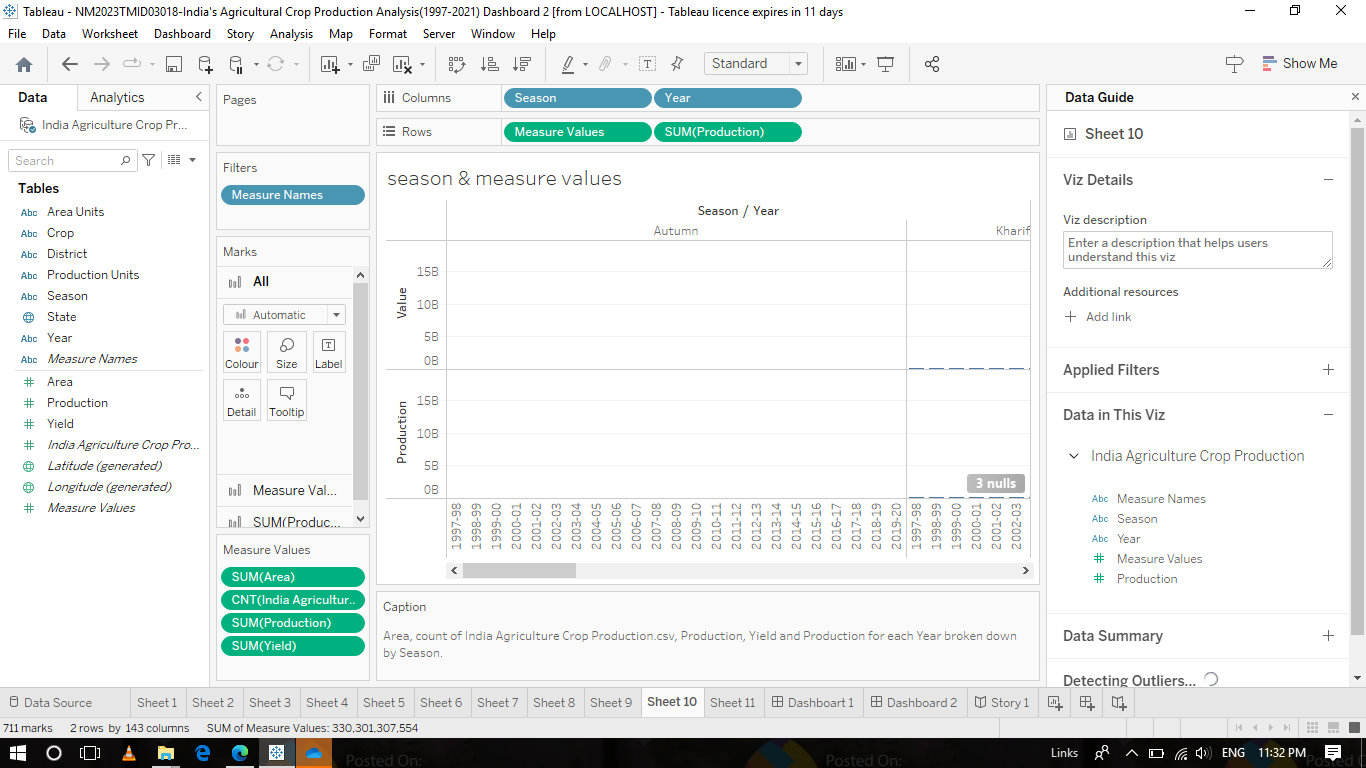 Tableau - NM2023TMID03018-India's Agricultural Crop Production Analysis(1997-2021) Dashboard 2 [from LOCALHOST] - Tableau licence expires in 11 days
File Data Worksheet Dashboard Story Analysis Map Format Server Window Help
Standard
Show Me
Data Analytics
India Agriculture Crop Pr...
Search
Tables
Abc Area Units
Abc Crop
Abc District
Abc Production Units
Abc Season
State
Abc Year
Abc Measure Names
# Area
# Production
# Yield
# India Agriculture Crop Pro...
Latitude (generated)
Longitude (generated)
# Measure Values
Pages
Filters
Measure Names
Marks
All
Automatic
Colour Size Label
Detail Tooltip
Measure Val...
SUM(Produc...
Measure Values
SUM(Area)
CNT(India Agricultur..
SUM(Production)
SUM(Yield)
Columns Season Year
Rows Measure Values SUM(Production)
season & measure values
Season / Year
Autumn Kharif
Value
15B
10B
5B
0B
Production
15B
10B
5B
0B
3 nulls
1997-98
1998-99
1999-00
2000-01
2001-02
2002-03
2003-04
2004-05
2005-06
2006-07
2007-08
2008-09
2009-10
2010-11
2011-12
2012-13
2013-14
2014-15
2015-16
2016-17
2017-18
2018-19
2019-20
1997-98
1998-99
1999-00
2000-01
2001-02
2002-03
Caption
Area, count of India Agriculture Crop Production.csv, Production, Yield and Production for each Year broken down
by Season.
Data Guide
Sheet 10
Viz Details
Viz description
Enter a description that helps users
understand this viz
Additional resources
Add link
Applied Filters
Data in This Viz
India Agriculture Crop Production
Abc Measure Names
Abc Season
Abc Year
# Measure Values
# Production
Data Summary
Detecting Outliers...
Data Source Sheet 1 Sheet 2 Sheet 3 Sheet 4 Sheet 5 Sheet 6 Sheet 7 Sheet 8 Sheet 9 Sheet 10 Sheet 11 Dashboart 1 Dashboard 2 Story 1
711 marks 2 rows by 143 columns SUM of Measure Values: 330,301,307,554
Links ENG 11:32 PM
Posted On: Posted On: